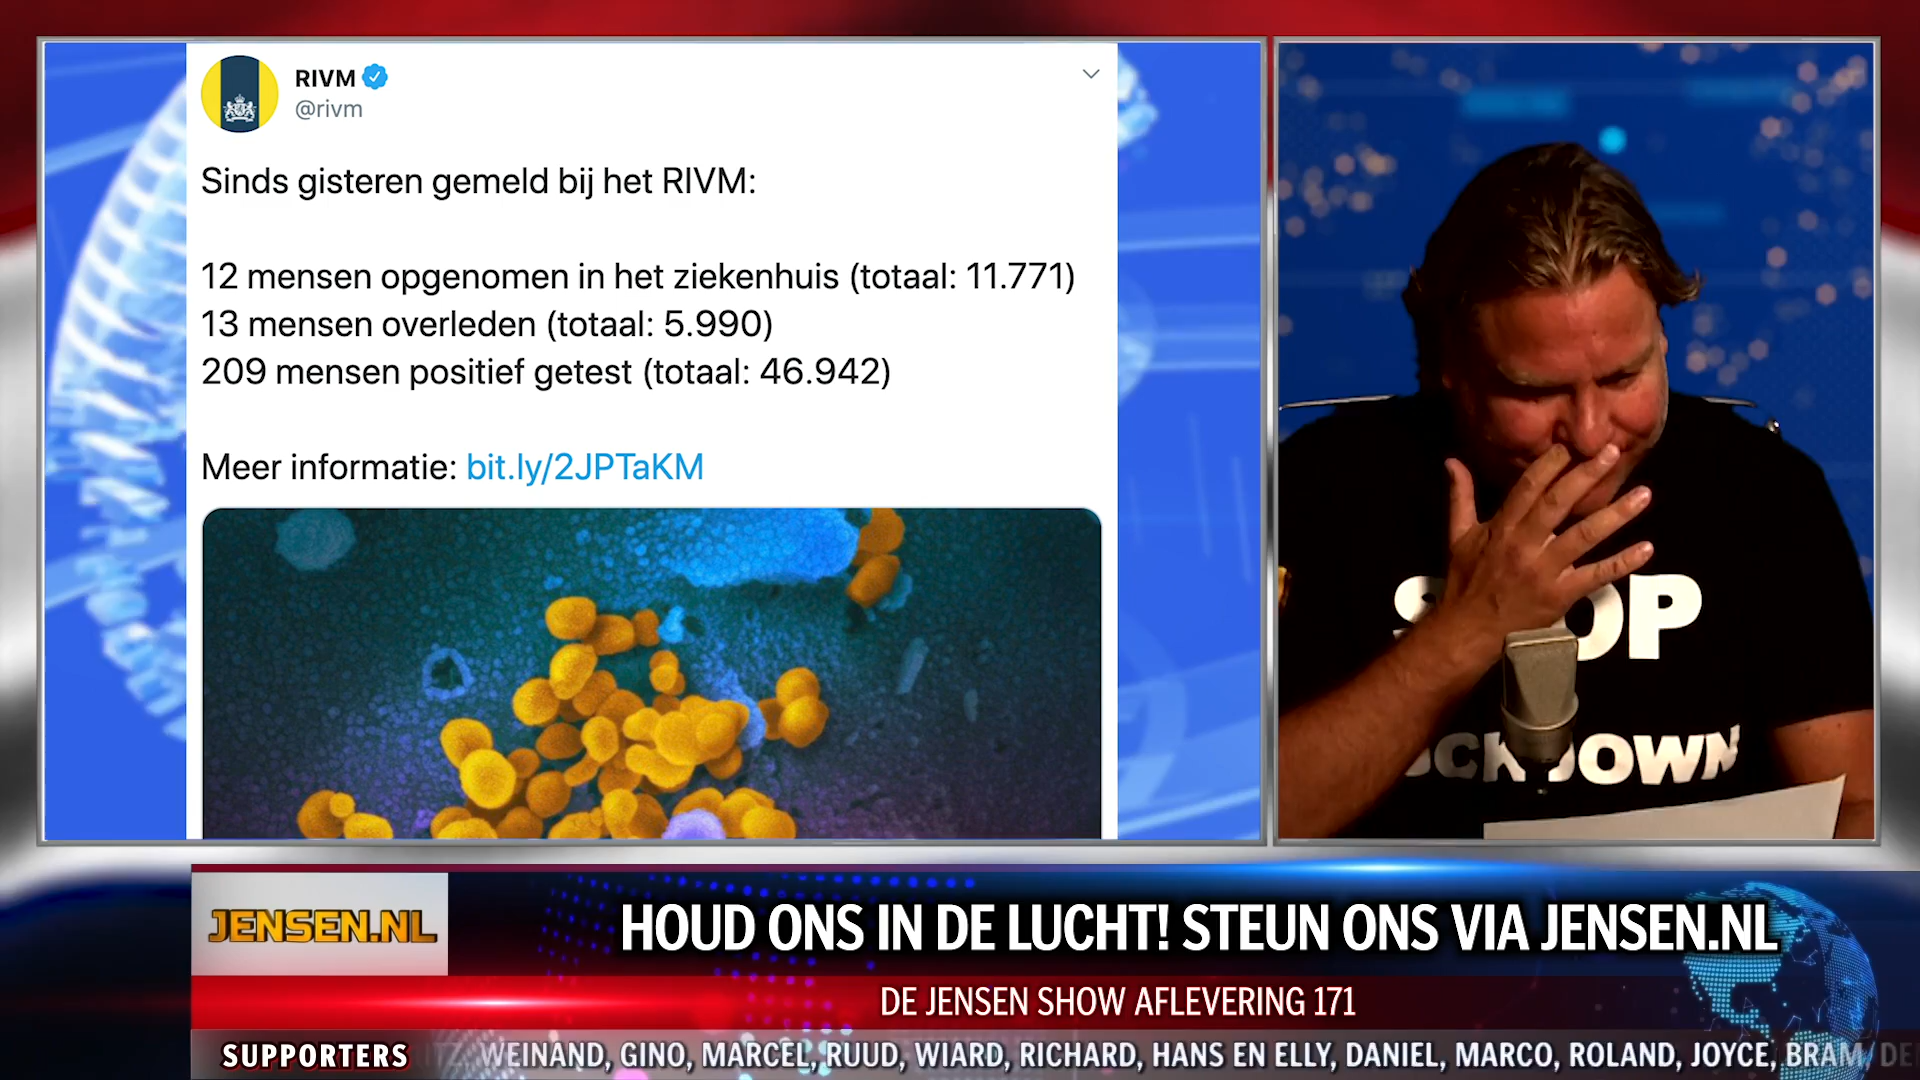 RIVM
@rivm
Sinds gisteren gemeld bij het RIVM:
12 mensen opgenomen in het ziekenhuis (totaal: 11.771)
13 mensen overleden (totaal: 5.990)
209 mensen positief getest (totaal: 46.942)
Meer informatie: bit.ly/2JPTaKM
JENSEN.NL
HOUD ONS IN DE LUCHT! STEUN ONS VIA JENSEN.NL
DE JENSEN SHOW AFLEVERING 171
SUPPORTERS
WEINAND, GINO, MARCEL, RUUD, WIARD, RICHARD, HANS EN ELLY, DANIEL, MARCO, ROLAND, JOYCE, BRAM